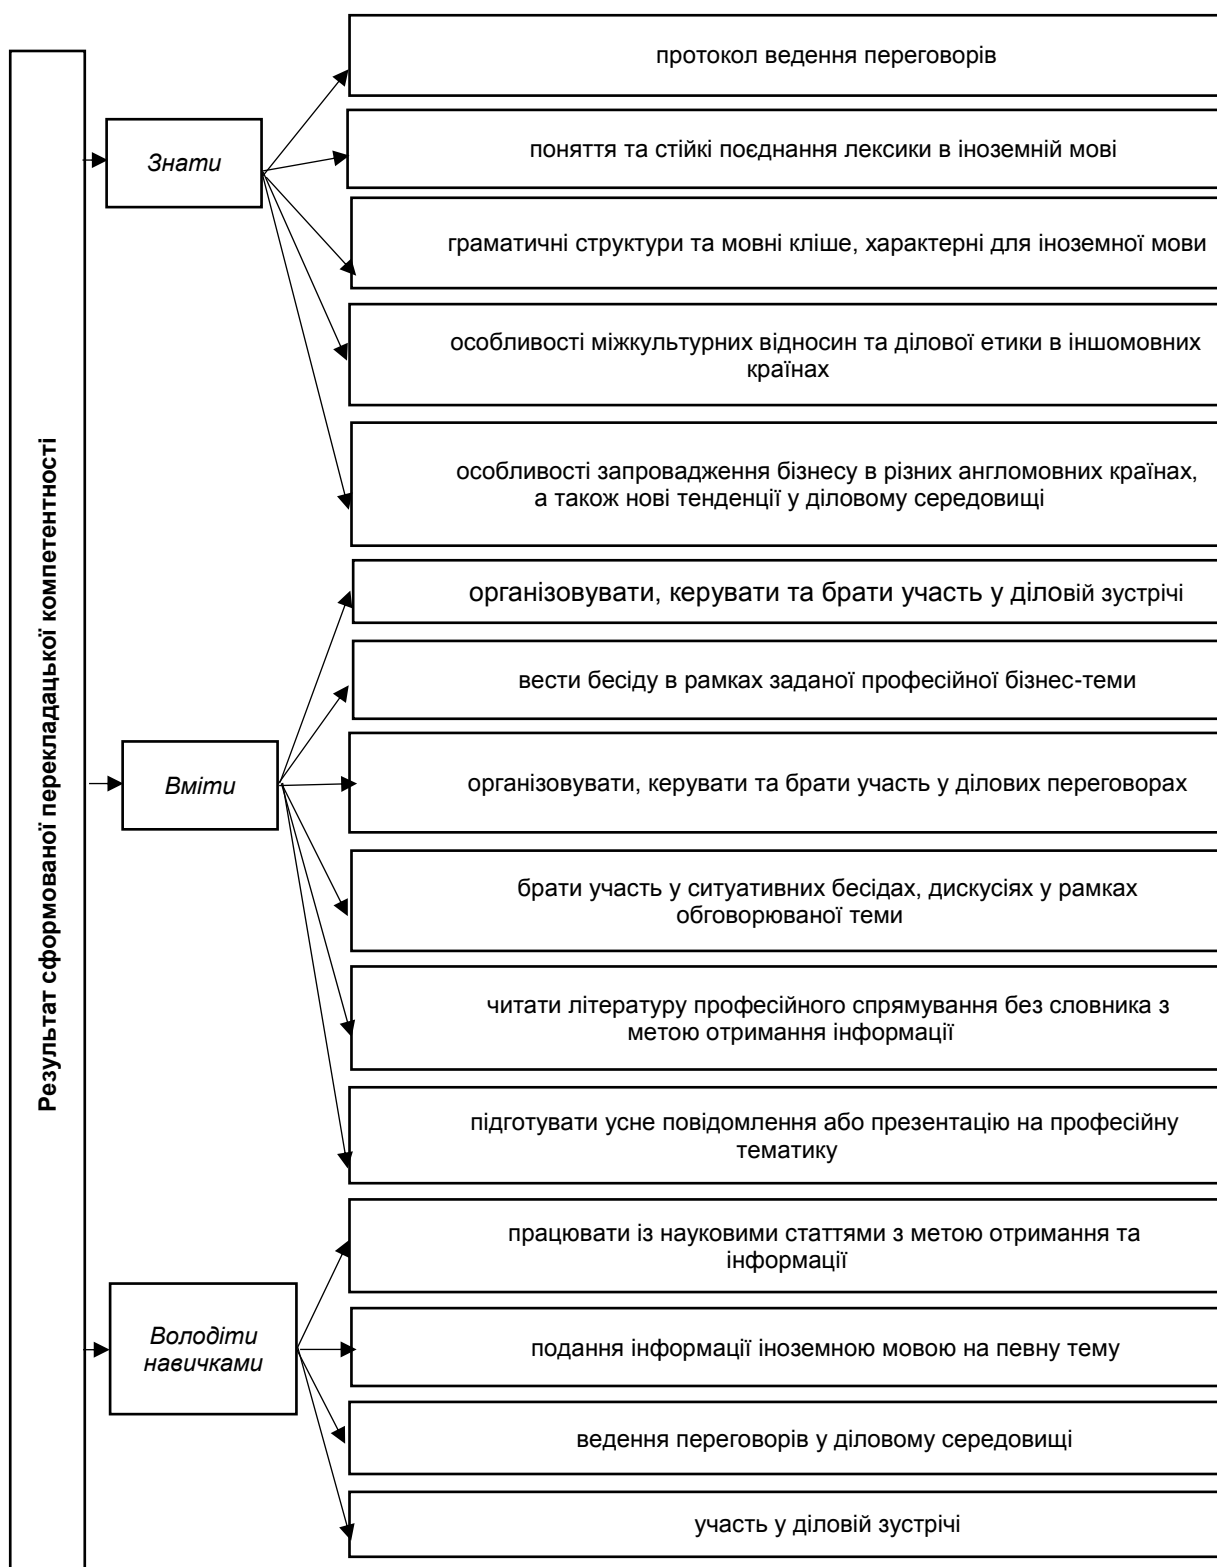 Результат сформованої перекладацької компетентності
Знати
протокол ведення переговорів
поняття та стійкі поєднання лексики в іноземній мові
граматичні структури та мовні кліше, характерні для іноземної мови
особливості міжкультурних відносин та ділової етики в іншомовних
країнах
особливості запровадження бізнесу в різних англомовних країнах,
а також нові тенденції у діловому середовищі
Вміти
організовувати, керувати та брати участь у діловій зустрічі
вести бесіду в рамках заданої професійної бізнес-теми
організовувати, керувати та брати участь у ділових переговорах
брати участь у ситуативних бесідах, дискусіях у рамках
обговорюваної теми
читати літературу професійного спрямування без словника з
метою отримання інформації
підготувати усне повідомлення або презентацію на професійну
тематику
Володіти
навичками
працювати із науковими статтями з метою отримання та
інформації
подання інформації іноземною мовою на певну тему
ведення переговорів у діловому середовищі
участь у діловій зустрічі